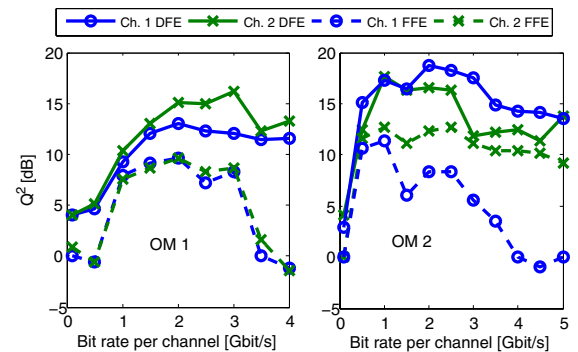 Ch. 1 DFE Ch. 2 DFE Ch. 1 FFE Ch. 2 FFE
Q² [dB]
20
15
10
5
0
−5
OM 1
0 1 2 3 4
Bit rate per channel [Gbit/s]
20
15
10
5
0
−5
OM 2
0 1 2 3 4 5
Bit rate per channel [Gbit/s]